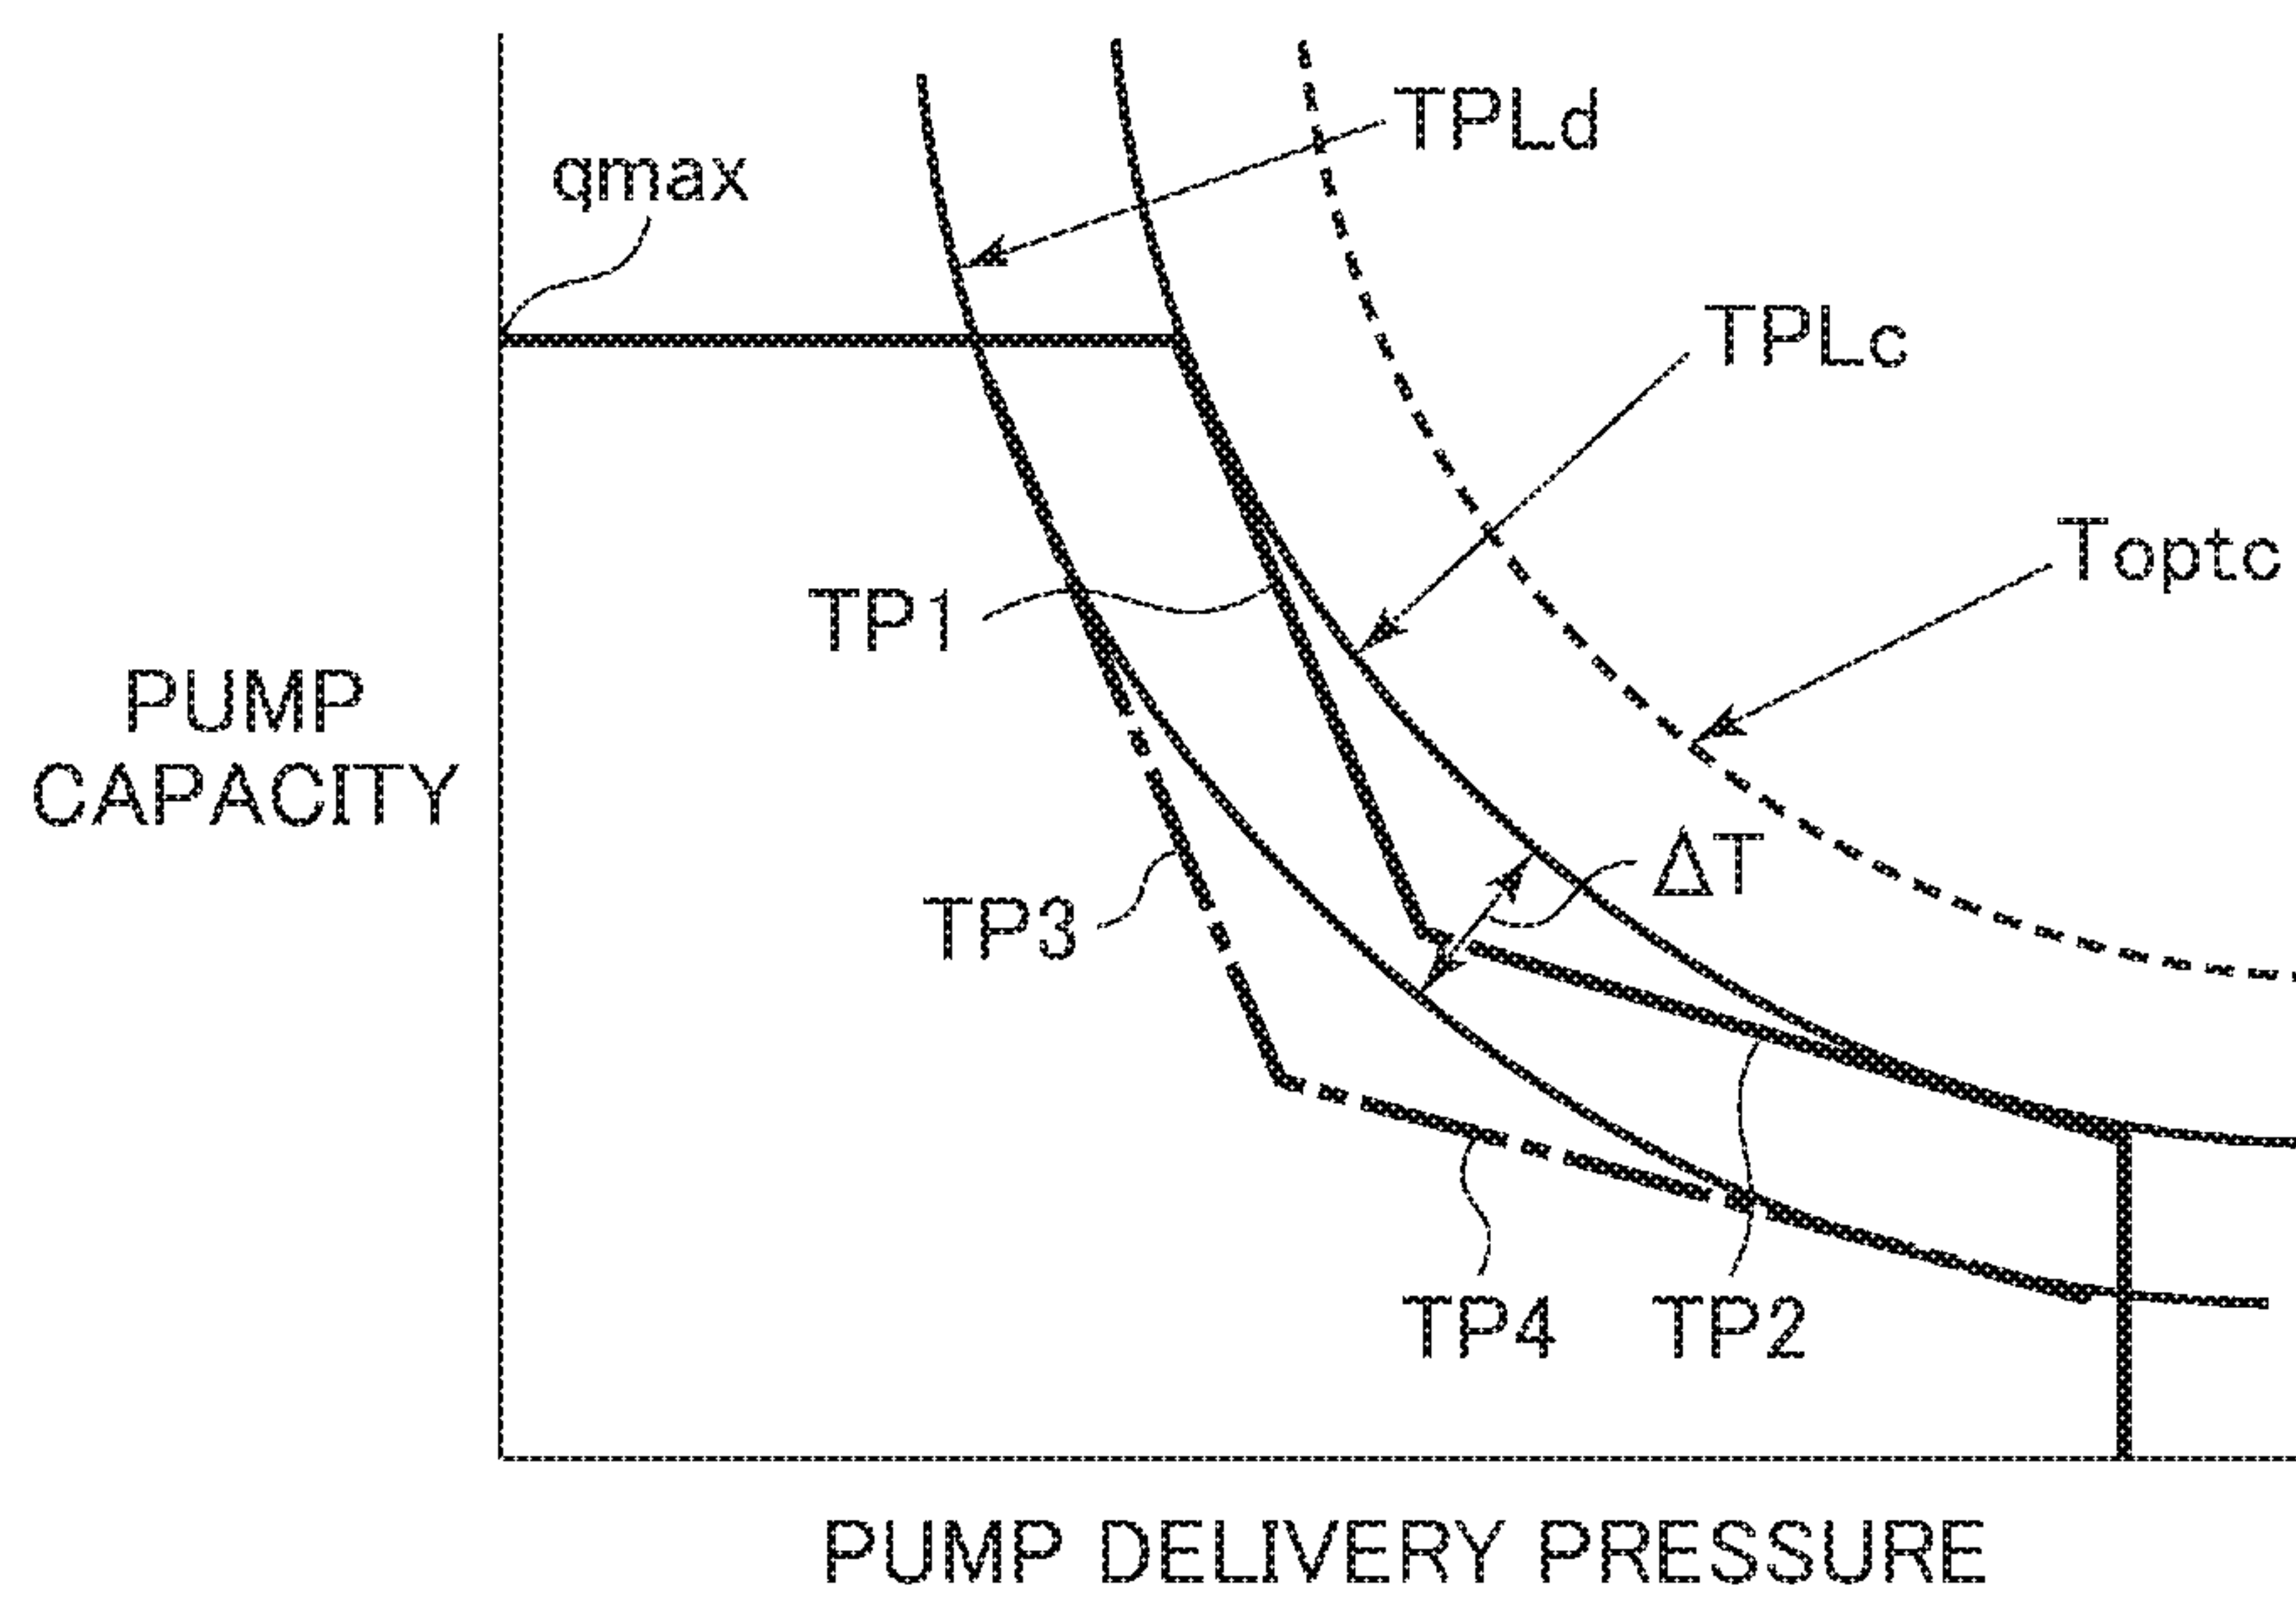 TPLd
qmax
TPLc
Toptc
TP1
PUMP
CAPACITY
ΔT
TP3
TP4
TP2
PUMP DELIVERY PRESSURE